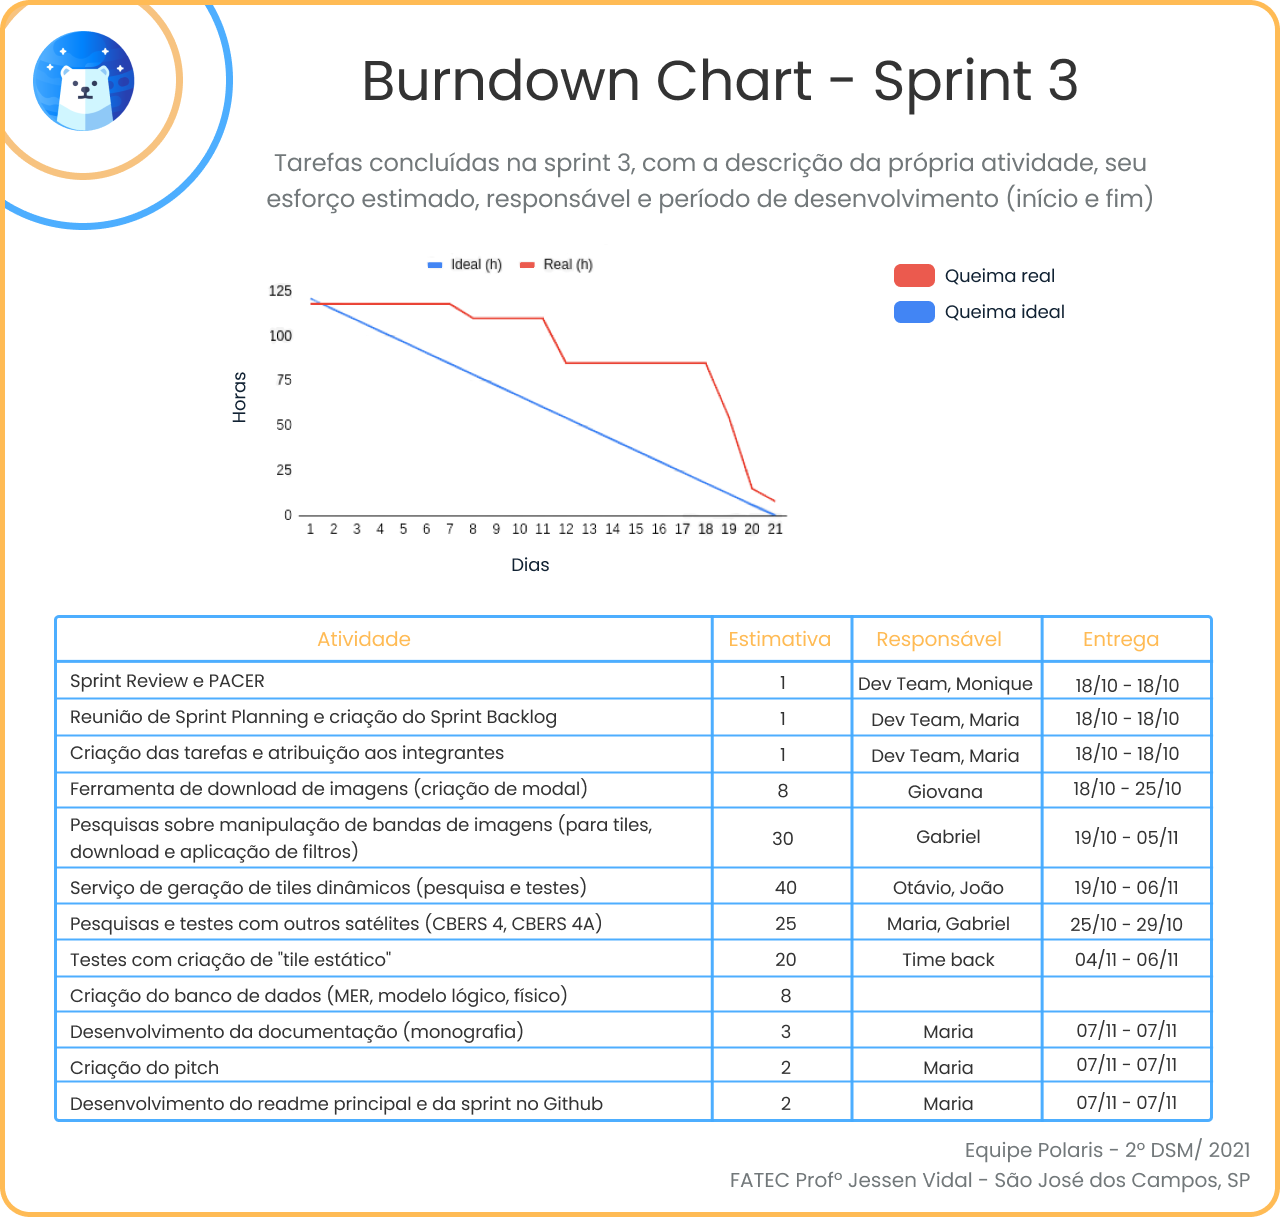 Burndown Chart - Sprint 3
Tarefas concluídas na sprint 3, com a descrição da própria atividade, seu
esforço estimado, responsável e período de desenvolvimento (início e fim)
Ideal (h) Real (h)
Queima real
Queima ideal
Horas
125
100
75
50
25
0
1 2 3 4 5 6 7 8 9 10 11 12 13 14 15 16 17 18 19 20 21
Dias
Atividade Estimativa Responsável Entrega
Sprint Review e PACER 1 Dev Team, Monique 18/10 - 18/10
Reunião de Sprint Planning e criação do Sprint Backlog 1 Dev Team, Maria 18/10 - 18/10
Criação das tarefas e atribuição aos integrantes 1 Dev Team, Maria 18/10 - 18/10
Ferramenta de download de imagens (criação de modal) 8 Giovana 18/10 - 25/10
Pesquisas sobre manipulação de bandas de imagens (para tiles,
download e aplicação de filtros) 30 Gabriel 19/10 - 05/11
Serviço de geração de tiles dinâmicos (pesquisa e testes) 40 Otávio, João 19/10 - 06/11
Pesquisas e testes com outros satélites (CBERS 4, CBERS 4A) 25 Maria, Gabriel 25/10 - 29/10
Testes com criação de "tile estático" 20 Time back 04/11 - 06/11
Criação do banco de dados (MER, modelo lógico, físico) 8
Desenvolvimento da documentação (monografia) 3 Maria 07/11 - 07/11
Criação do pitch 2 Maria 07/11 - 07/11
Desenvolvimento do readme principal e da sprint no Github 2 Maria 07/11 - 07/11
Equipe Polaris - 2º DSM/ 2021
FATEC Profº Jessen Vidal - São José dos Campos, SP